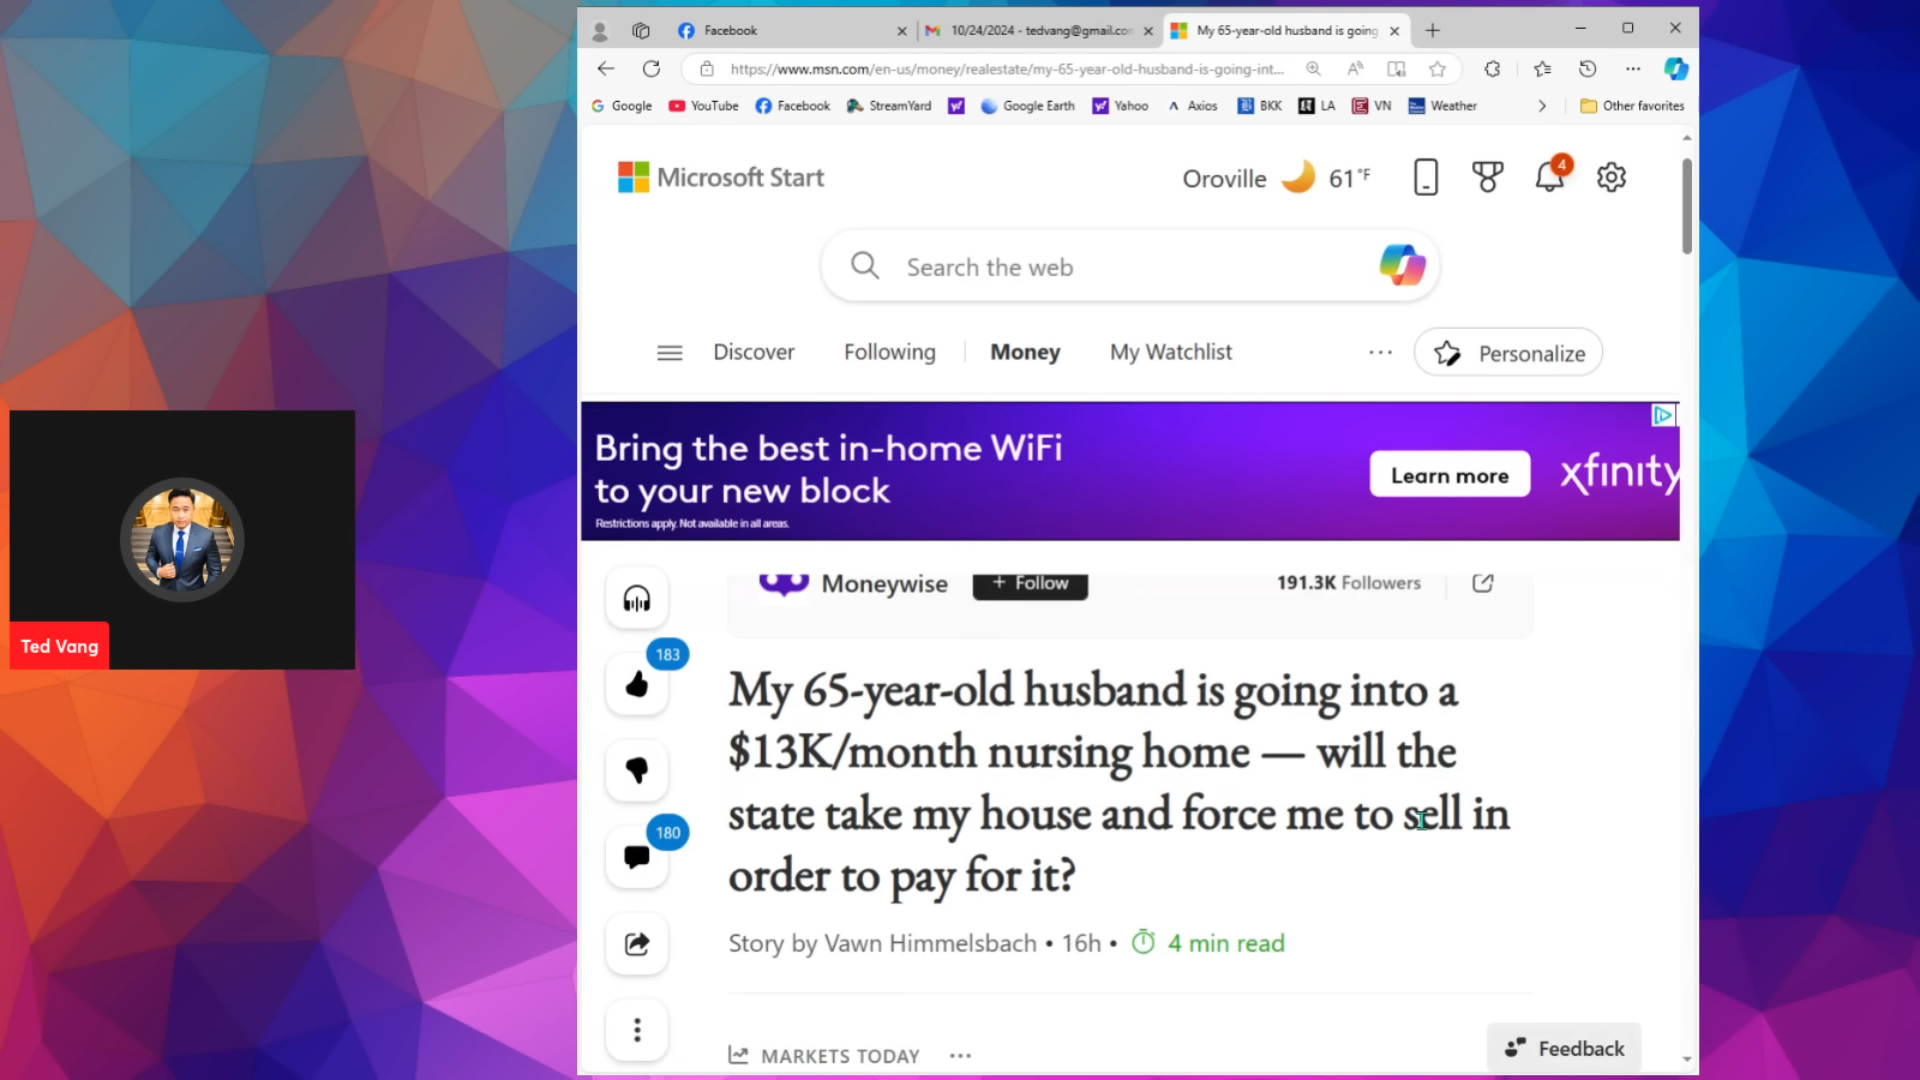 Facebook
10/24/2024 - tedvang@gmail.co
My 65-year-old husband is going
https://www.msn.com/en-us/money/realestate/my-65-year-old-husband-is-going-int...
Google YouTube Facebook StreamYard Google Earth Yahoo Axios BKK LA VN Weather Other favorites
Microsoft Start
Oroville 61°F
4
Search the web
Discover Following Money My Watchlist Personalize
Bring the best in-home WiFi
to your new block
Restrictions apply. Not available in all areas.
Learn more
xfinity
Moneywise + Follow 191.3K Followers
183
180
My 65-year-old husband is going into a
$13K/month nursing home — will the
state take my house and force me to sell in
order to pay for it?
Story by Vawn Himmelsbach • 16h • 4 min read
MARKETS TODAY
Feedback
Ted Vang